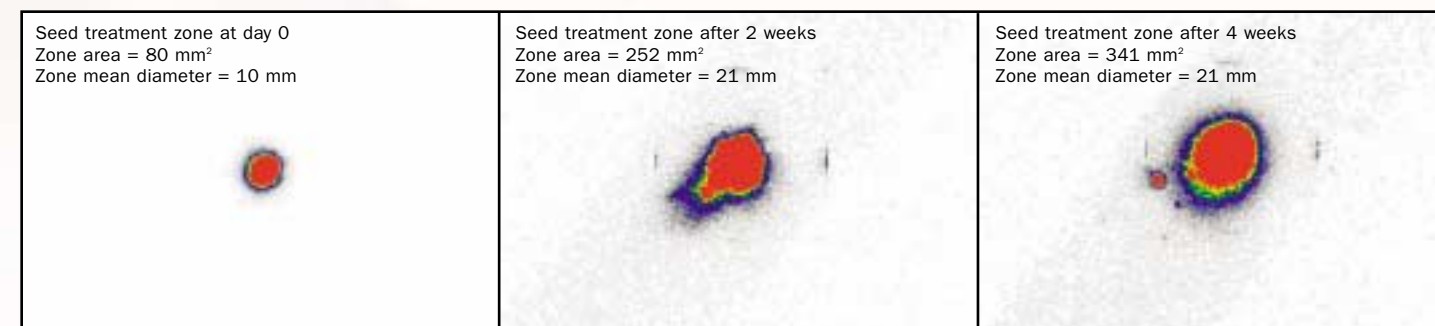 Seed treatment zone at day 0
Zone area = 80 mm²
Zone mean diameter = 10 mm
Seed treatment zone after 2 weeks
Zone area = 252 mm²
Zone mean diameter = 21 mm
Seed treatment zone after 4 weeks
Zone area = 341 mm²
Zone mean diameter = 21 mm